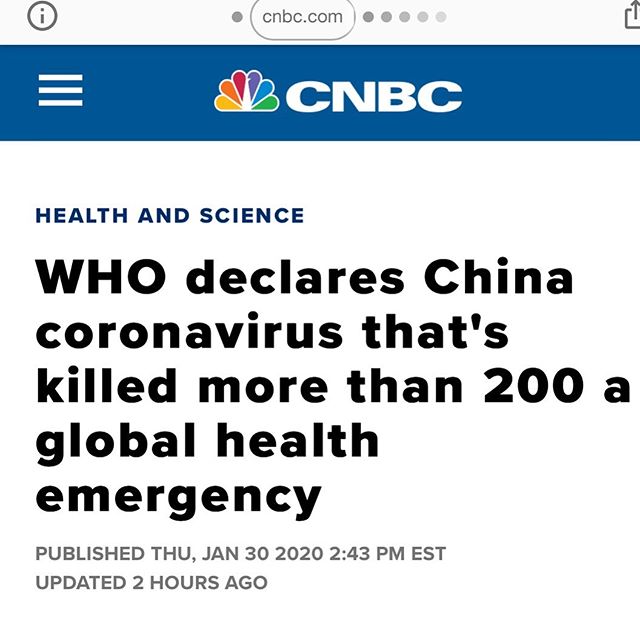 cnbc.com
CNBC
HEALTH AND SCIENCE
WHO declares China
coronavirus that's
killed more than 200 a
global health
emergency
PUBLISHED THU, JAN 30 2020 2:43 PM EST
UPDATED 2 HOURS AGO